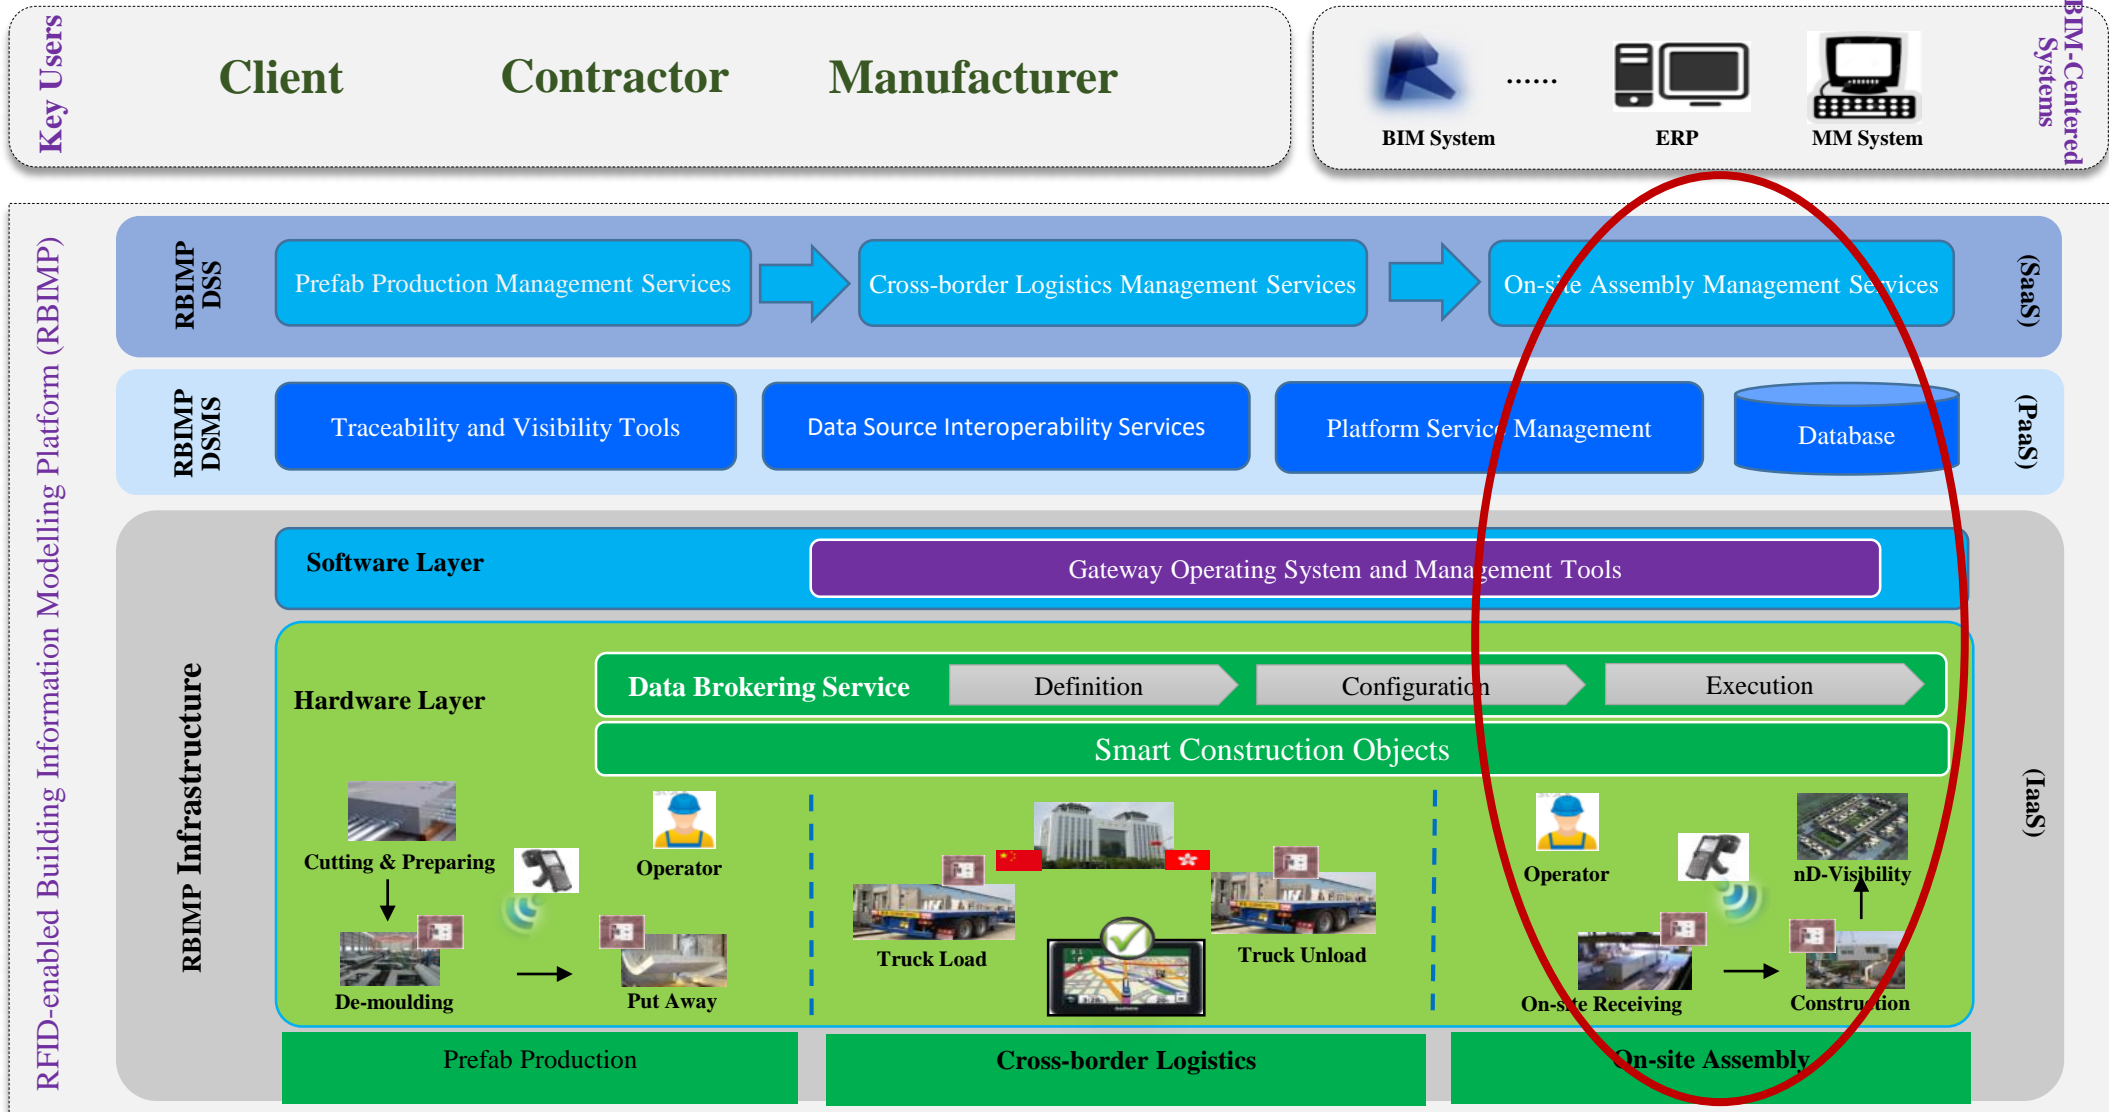 Key Users
Client
Contractor
Manufacturer
......
BIM System
ERP
MM System
BIM-Centered
Systems
RFID-enabled Building Information Modelling Platform (RBIMP)
RBIMP
DSS
Prefab Production Management Services
Cross-border Logistics Management Services
On-site Assembly Management Services
(SaaS)
RBIMP
DSMS
Traceability and Visibility Tools
Data Source Interoperability Services
Platform Service Management
Database
(PaaS)
RBIMP Infrastructure
Software Layer
Gateway Operating System and Management Tools
Hardware Layer
Data Brokering Service
Definition
Configuration
Execution
Smart Construction Objects
(IaaS)
Cutting & Preparing
Operator
De-moulding
Put Away
Truck Load
Truck Unload
Operator
nD-Visibility
On-site Receiving
Construction
Prefab Production
Cross-border Logistics
On-site Assembly